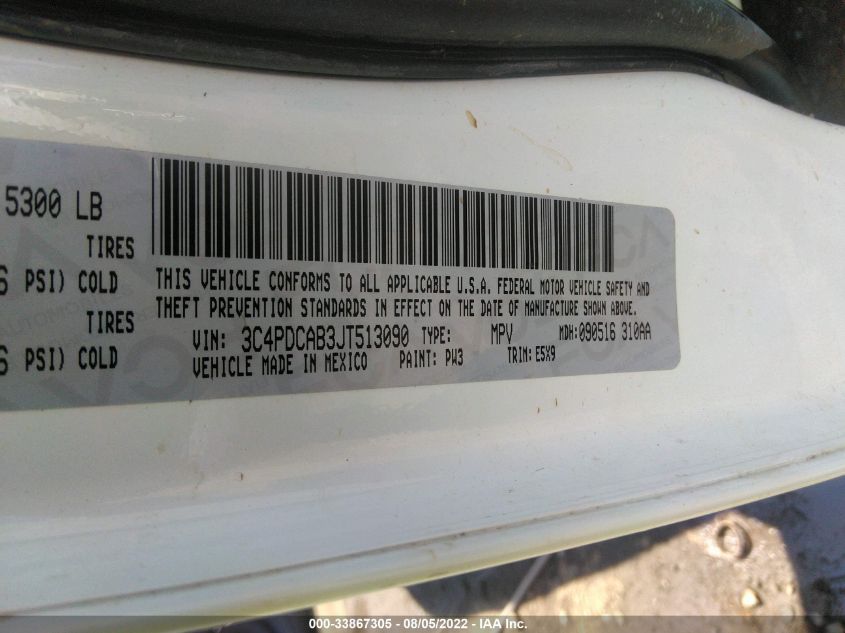 5300 LB
TIRES
PSI) COLD
TIRES
PSI) COLD
THIS VEHICLE CONFORMS TO ALL APPLICABLE U.S.A. FEDERAL MOTOR VEHICLE SAFETY AND
THEFT PREVENTION STANDARDS IN EFFECT ON THE DATE OF MANUFACTURE SHOWN ABOVE.
VIN: 3C4PDCAB3JT513090 TYPE: MPV MDH:090516 310AA
VEHICLE MADE IN MEXICO PAINT: PW3 TRIM: E5X9
000-33867305 - 08/05/2022 - IAA Inc.